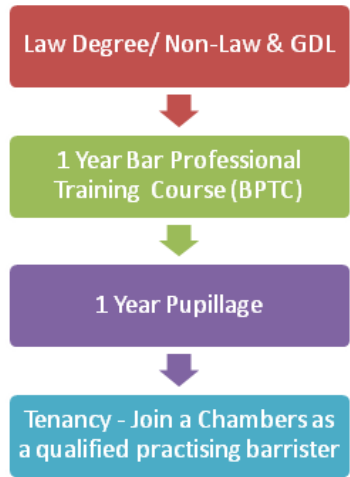 Law Degree/ Non-Law & GDL
1 Year Bar Professional
Training Course (BPTC)
1 Year Pupillage
Tenancy - Join a Chambers as
a qualified practising barrister